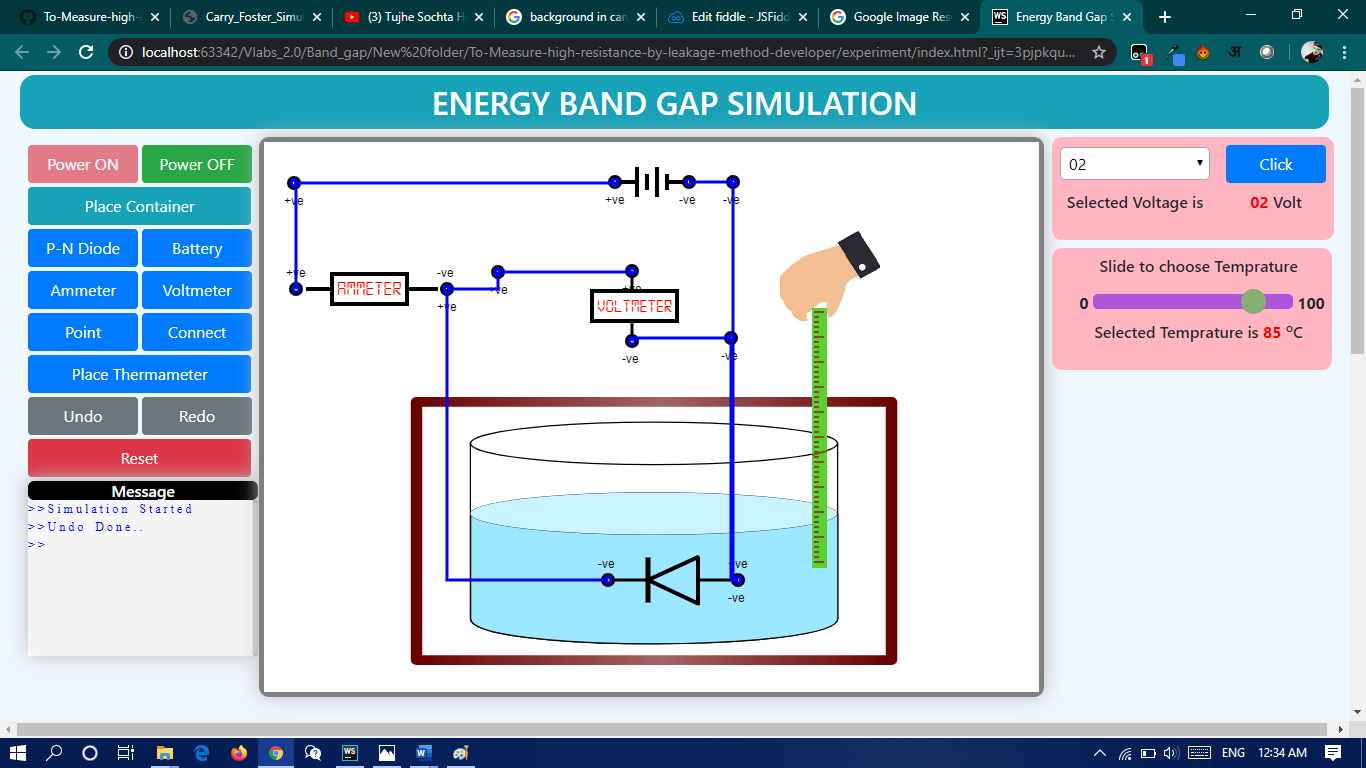 To-Measure-high-r
Carry_Foster_Simul
(3) Tujhe Sochta H
background in can
Edit fiddle - JSFidd
Google Image Resi
Energy Band Gap S
localhost:63342/Vlabs_2.0/Band_gap/New%20folder/To-Measure-high-resistance-by-leakage-method-developer/experiment/index.html?_ijt=3pjpkqu...
1
अ
ENERGY BAND GAP SIMULATION
Power ON
Power OFF
Place Container
P-N Diode
Battery
Ammeter
Voltmeter
Point
Connect
Place Thermameter
Undo
Redo
Reset
Message
>>Simulation Started
>>Undo Done..
>>
+ve
+ve
-ve
-ve
+ve
-ve
+ve
-ve
+ve
AMMETER
VOLTMETER
-ve
-ve
-ve
+ve
-ve
02
Click
Selected Voltage is 02 Volt
Slide to choose Temprature
0
100
Selected Temprature is 85 °C
ENG
12:34 AM